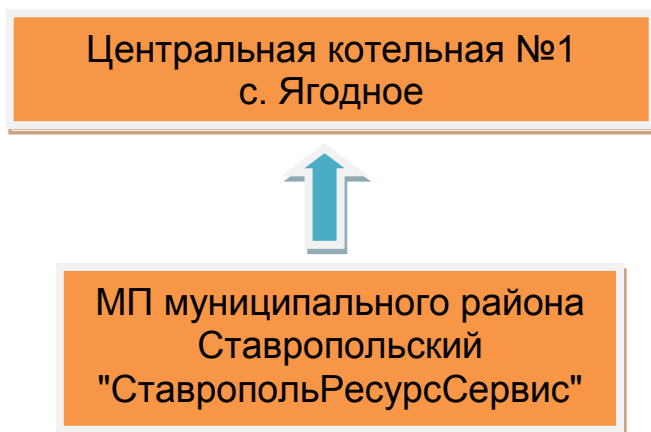 Центральная котельная №1
с. Ягодное
МП муниципального района
Ставропольский
"СтавропольРесурсСервис"